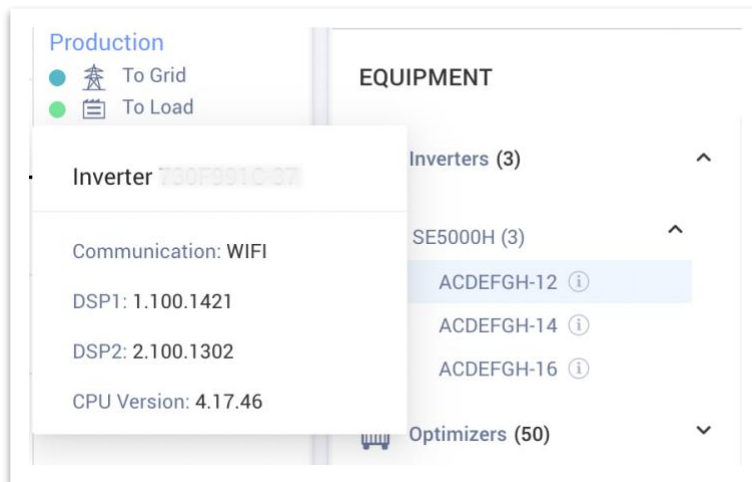 Production
To Grid
To Load
Inverter
Communication: WIFI
DSP1: 1.100.1421
DSP2: 2.100.1302
CPU Version: 4.17.46
EQUIPMENT
Inverters (3)
SE5000H (3)
ACDEFGH-12
ACDEFGH-14
ACDEFGH-16
Optimizers (50)